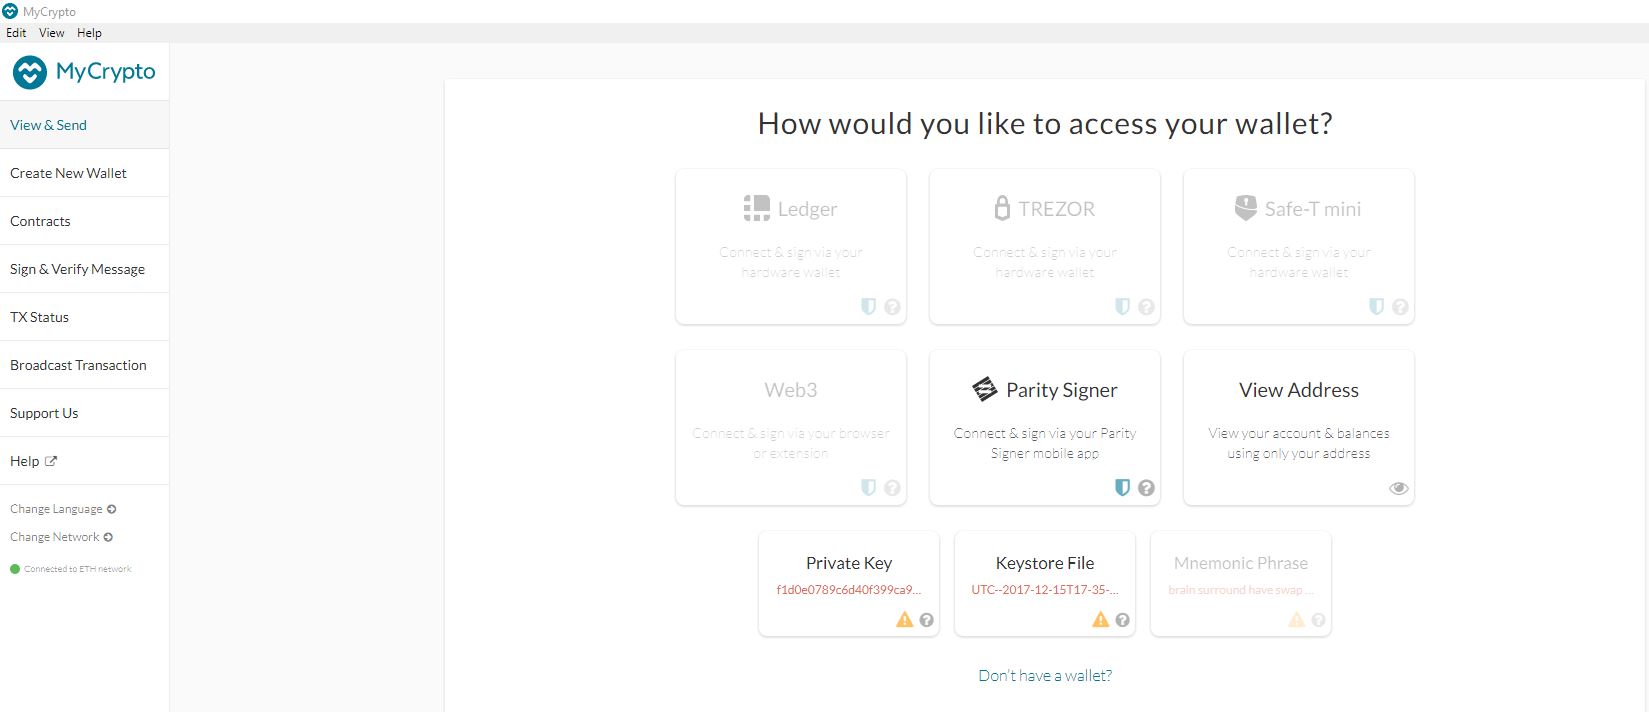 MyCrypto
Edit View Help
MyCrypto
View & Send
Create New Wallet
Contracts
Sign & Verify Message
TX Status
Broadcast Transaction
Support Us
Help
Change Language
Change Network
Connected to ETH network
How would you like to access your wallet?
Ledger
Connect & sign via your
hardware wallet
TREZOR
Connect & sign via your
hardware wallet
Safe-T mini
Connect & sign via your
hardware wallet
Web3
Connect & sign via your browser
or extension
Parity Signer
Connect & sign via your Parity
Signer mobile app
View Address
View your account & balances
using only your address
Private Key
f1d0e0789c6d40f399ca9...
Keystore File
UTC--2017-12-15T17-35-...
Mnemonic Phrase
brain surround have swap ...
Don't have a wallet?